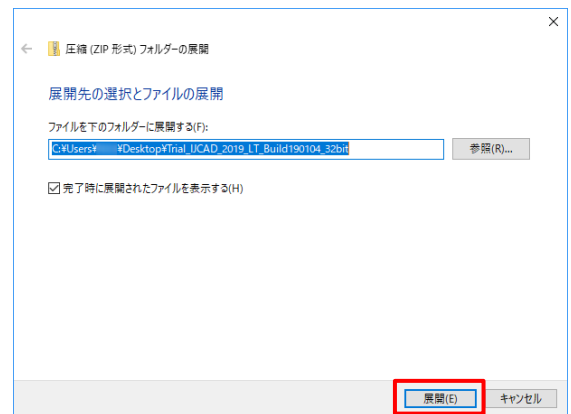 圧縮 (ZIP 形式) フォルダーの展開
展開先の選択とファイルの展開
ファイルを下のフォルダーに展開する(F):
C:¥Users¥ ¥Desktop¥Trial_IJCAD_2019_LT_Build190104_32bit
参照(R)...
完了時に展開されたファイルを表示する(H)
展開(E)
キャンセル